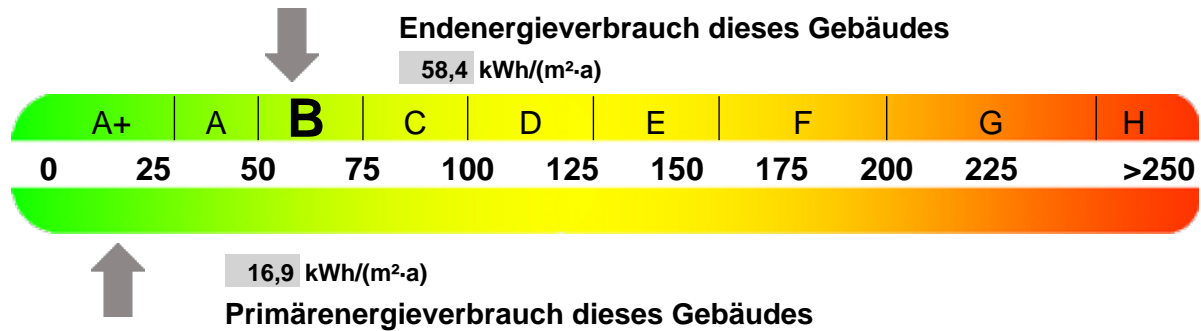 Endenergieverbrauch dieses Gebäudes
58,4 kWh/(m²·a)
A+ A B C D E F G H
0 25 50 75 100 125 150 175 200 225 >250
16,9 kWh/(m²·a)
Primärenergieverbrauch dieses Gebäudes